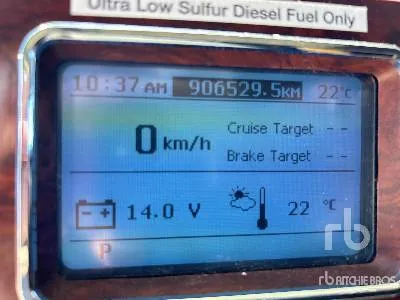 Ultra Low Sulfur Diesel Fuel Only
10:37 AM 906529.5KM 22°C
0 km/h
Cruise Target --
Brake Target --
14.0 V 22 °C
P
rb
RITCHIE BROS